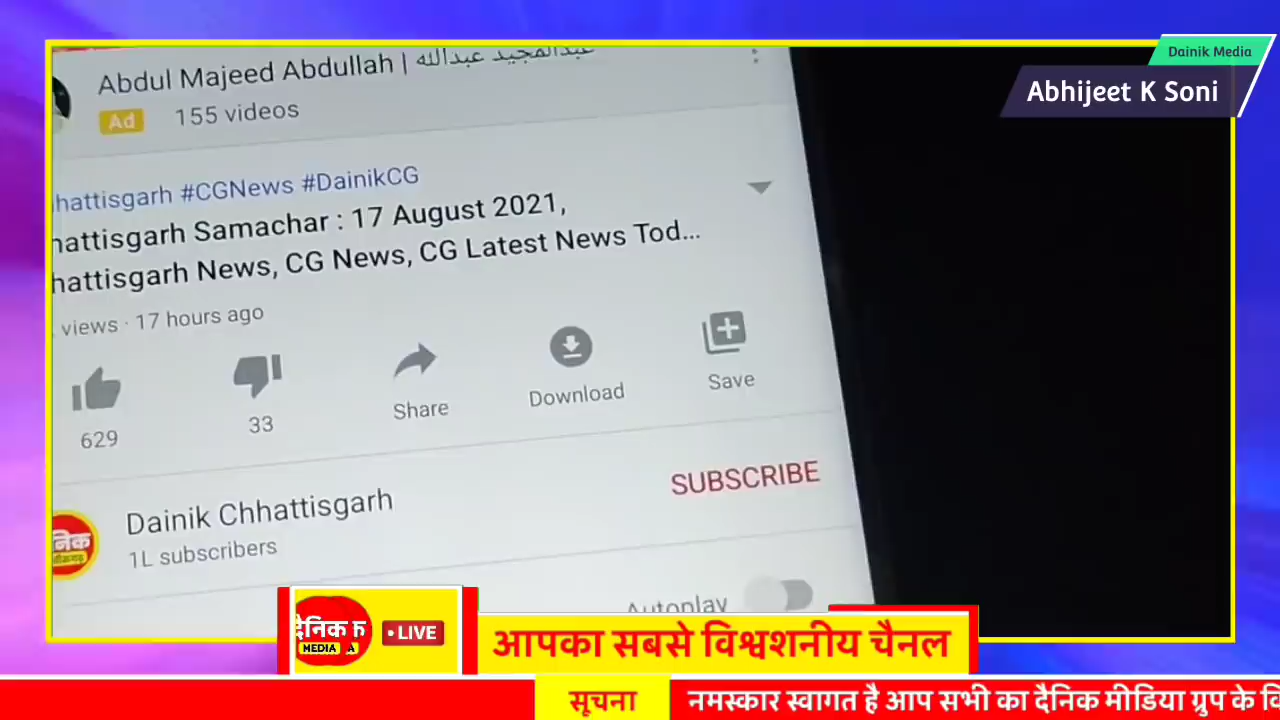 Dainik Media
Abhijeet K Soni
Abdul Majeed Abdullah | عبدالمجيد عبدالله
Ad 155 videos
hattisgarh #CGNews #DainikCG
hattisgarh Samachar : 17 August 2021,
hattisgarh News, CG News, CG Latest News Tod...
views · 17 hours ago
629
33
Share
Download
Save
Dainik Chhattisgarh
SUBSCRIBE
1L subscribers
Autoplay
दैनिक
MEDIA
• LIVE
आपका सबसे विश्वशनीय चैनल
सूचना
नमस्कार स्वागत है आप सभी का दैनिक मीडिया ग्रुप के